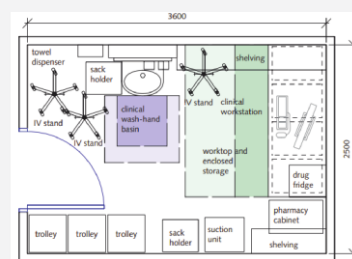 3600
towel
dispenser
sack
holder
shelving
IV stand
clinical
wash-hand
basin
IV stand
clinical
workstation
IV stand
worktop and
enclosed
storage
drug
fridge
2500
pharmacy
cabinet
trolley
trolley
trolley
sack
holder
suction
unit
shelving